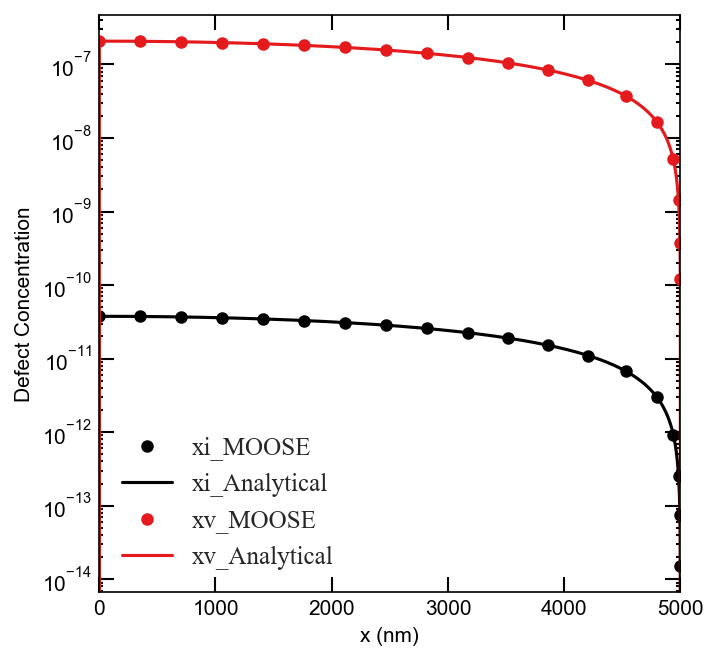 10⁻⁷
10⁻⁸
10⁻⁹
10⁻¹⁰
10⁻¹¹
10⁻¹²
10⁻¹³
10⁻¹⁴
Defect Concentration
xi_MOOSE
xi_Analytical
xv_MOOSE
xv_Analytical
0 1000 2000 3000 4000 5000
x (nm)